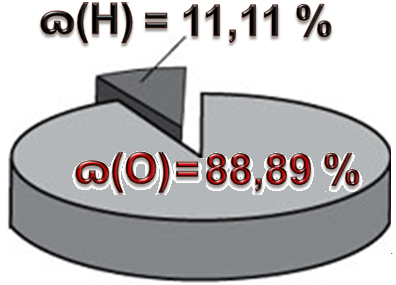 ω(H) = 11,11 %
ω(O) = 88,89 %